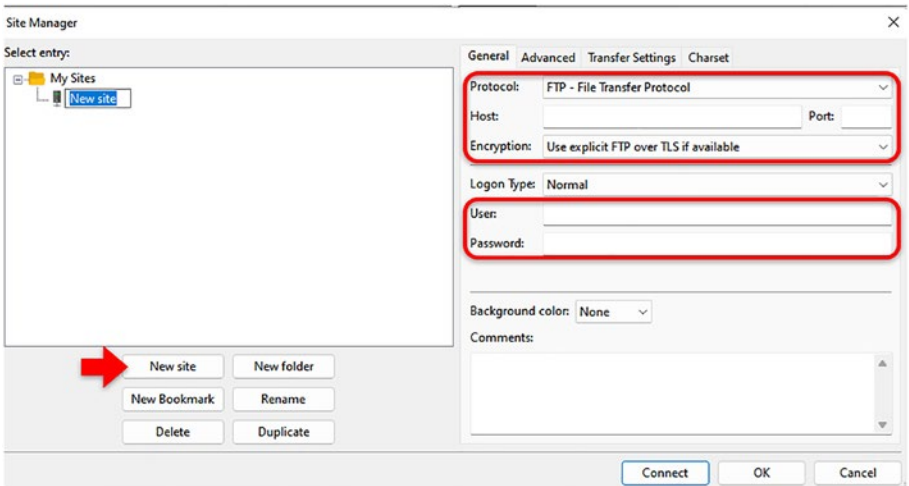 Site Manager
Select entry:
My Sites
New site
New site
New folder
New Bookmark
Rename
Delete
Duplicate
General Advanced Transfer Settings Charset
Protocol: FTP - File Transfer Protocol
Host: Port:
Encryption: Use explicit FTP over TLS if available
Logon Type: Normal
User:
Password:
Background color: None
Comments:
Connect OK Cancel